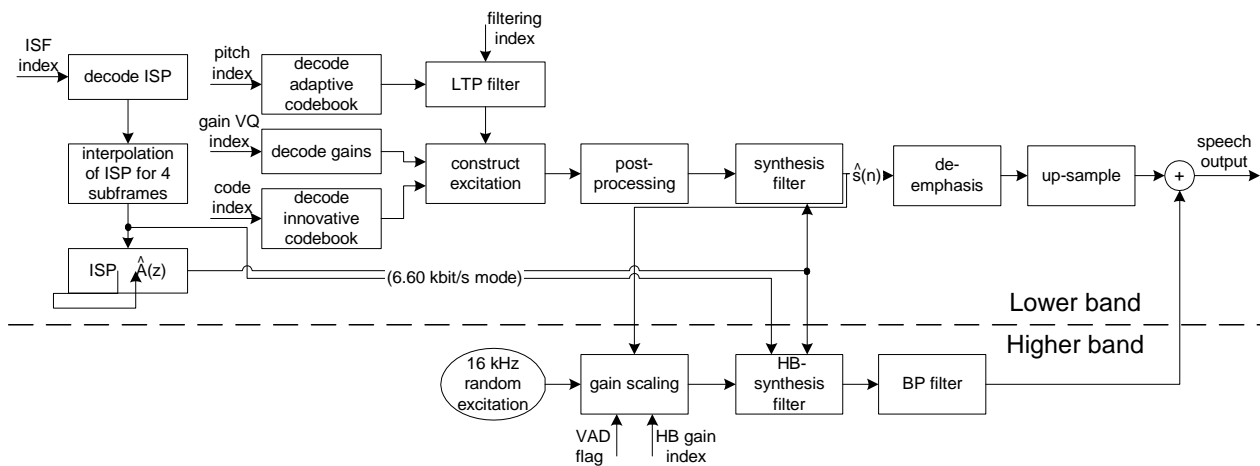 ISF
index
decode ISP
interpolation
of ISP for 4
subframes
ISP Â(z)
pitch
index
decode
adaptive
codebook
filtering
index
LTP filter
gain VQ
index
decode gains
code
index
decode
innovative
codebook
construct
excitation
post-
processing
synthesis
filter
ŝ(n)
de-
emphasis
up-sample
+
speech
output
(6.60 kbit/s mode)
Lower band
Higher band
16 kHz
random
excitation
gain scaling
VAD
flag
HB gain
index
HB-
synthesis
filter
BP filter